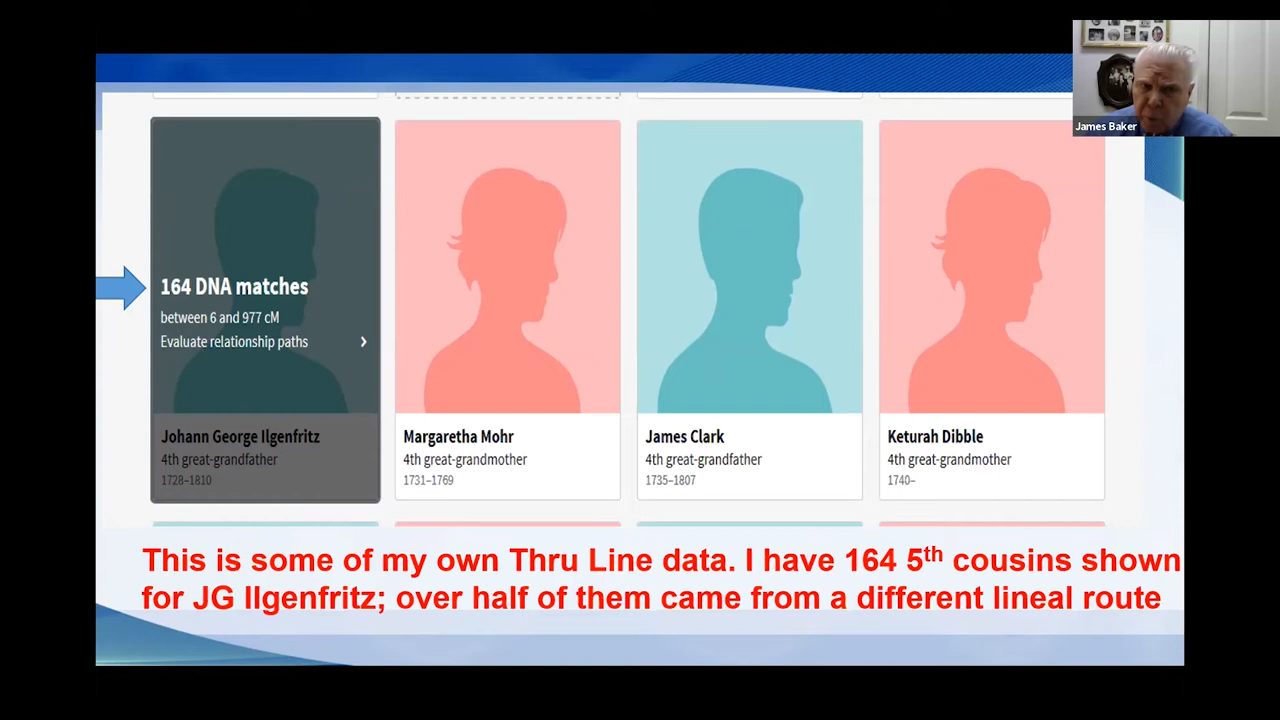 James Baker
164 DNA matches
between 6 and 977 cM
Evaluate relationship paths
Johann George Ilgenfritz
4th great-grandfather
1728–1810
Margaretha Mohr
4th great-grandmother
1731–1769
James Clark
4th great-grandfather
1735–1807
Keturah Dibble
4th great-grandmother
1740–
This is some of my own Thru Line data. I have 164 5th cousins shown
for JG Ilgenfritz; over half of them came from a different lineal route